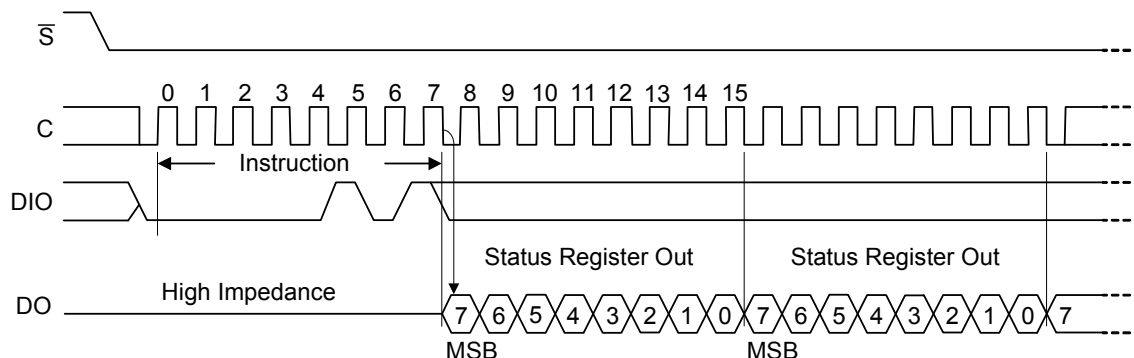 S
0 1 2 3 4 5 6 7 8 9 10 11 12 13 14 15
C
Instruction
DIO
Status Register Out Status Register Out
High Impedance
DO
7 6 5 4 3 2 1 0 7 6 5 4 3 2 1 0 7
MSB MSB